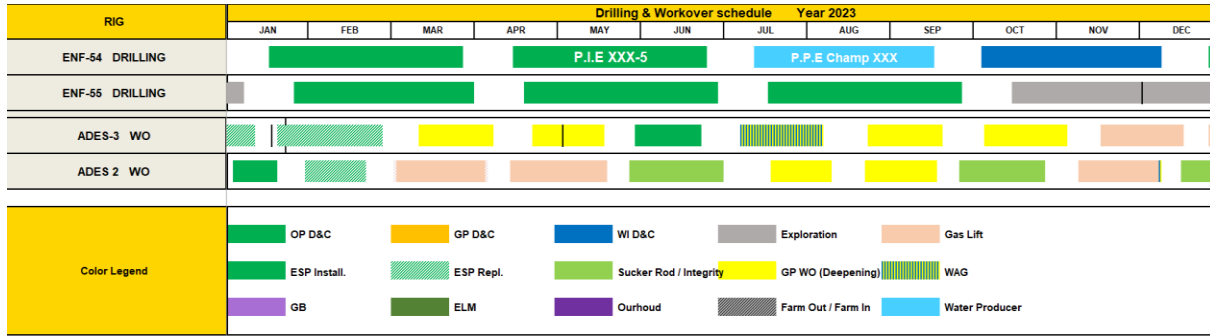 RIG
Drilling & Workover schedule Year 2023
JAN FEB MAR APR MAY JUN JUL AUG SEP OCT NOV DEC
ENF-54 DRILLING
P.I.E XXX-5
P.P.E Champ XXX
ENF-55 DRILLING
ADES-3 WO
ADES 2 WO
Color Legend
OP D&C GP D&C WI D&C Exploration Gas Lift
ESP Install. ESP Repl. Sucker Rod / Integrity GP WO (Deepening) WAG
GB ELM Ourhoud Farm Out / Farm In Water Producer